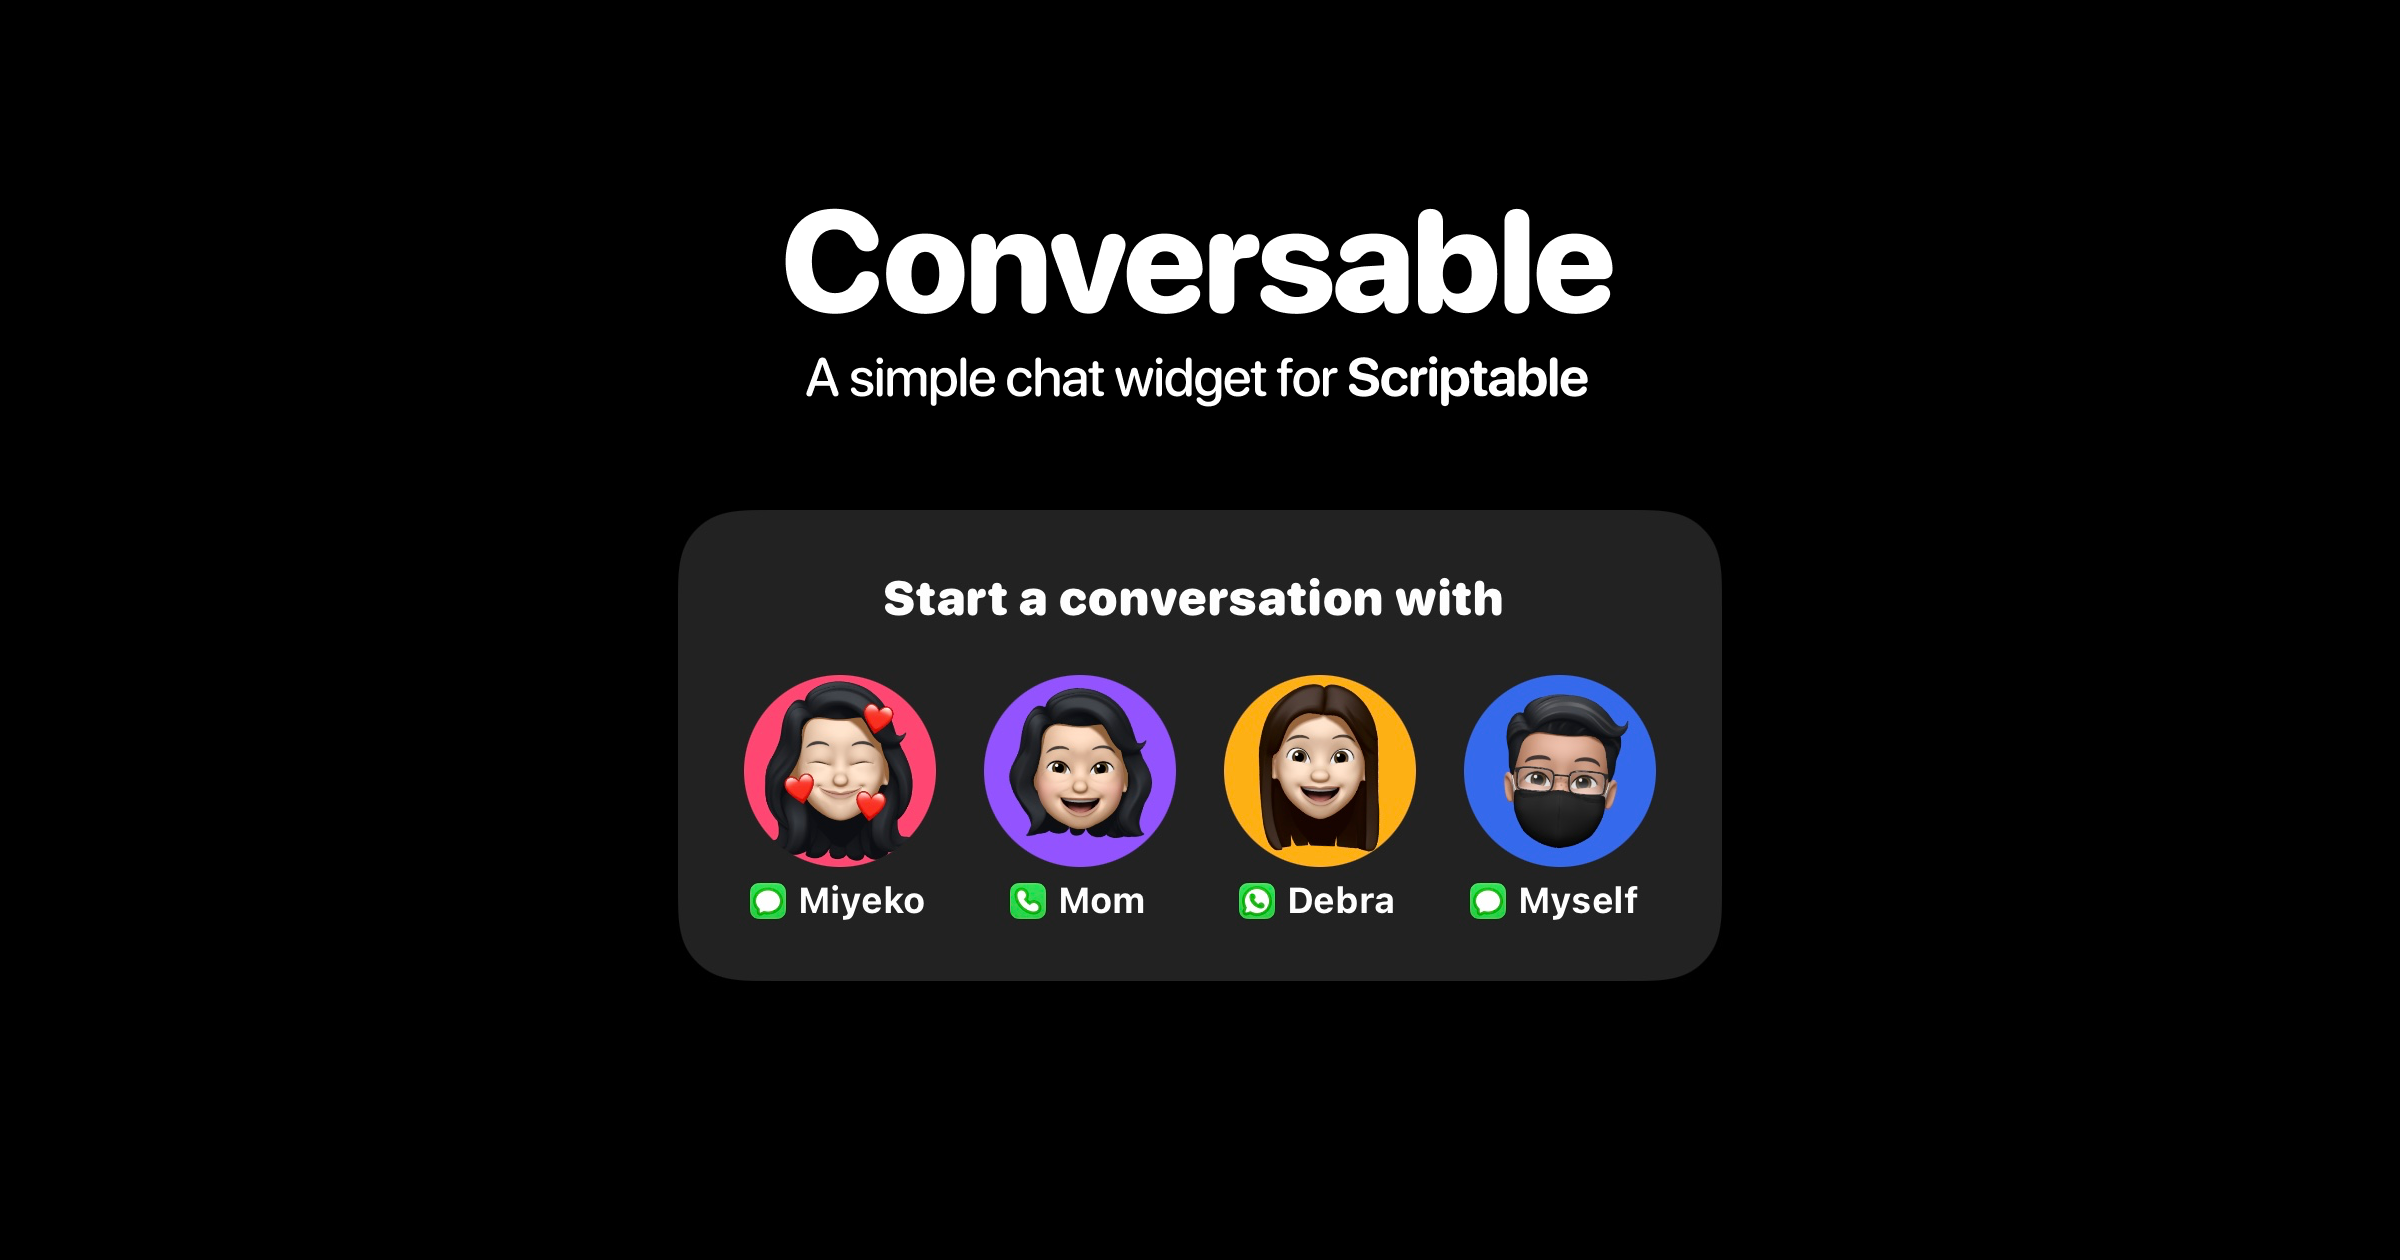 Conversable
A simple chat widget for Scriptable
Start a conversation with
Miyeko Mom Debra Myself